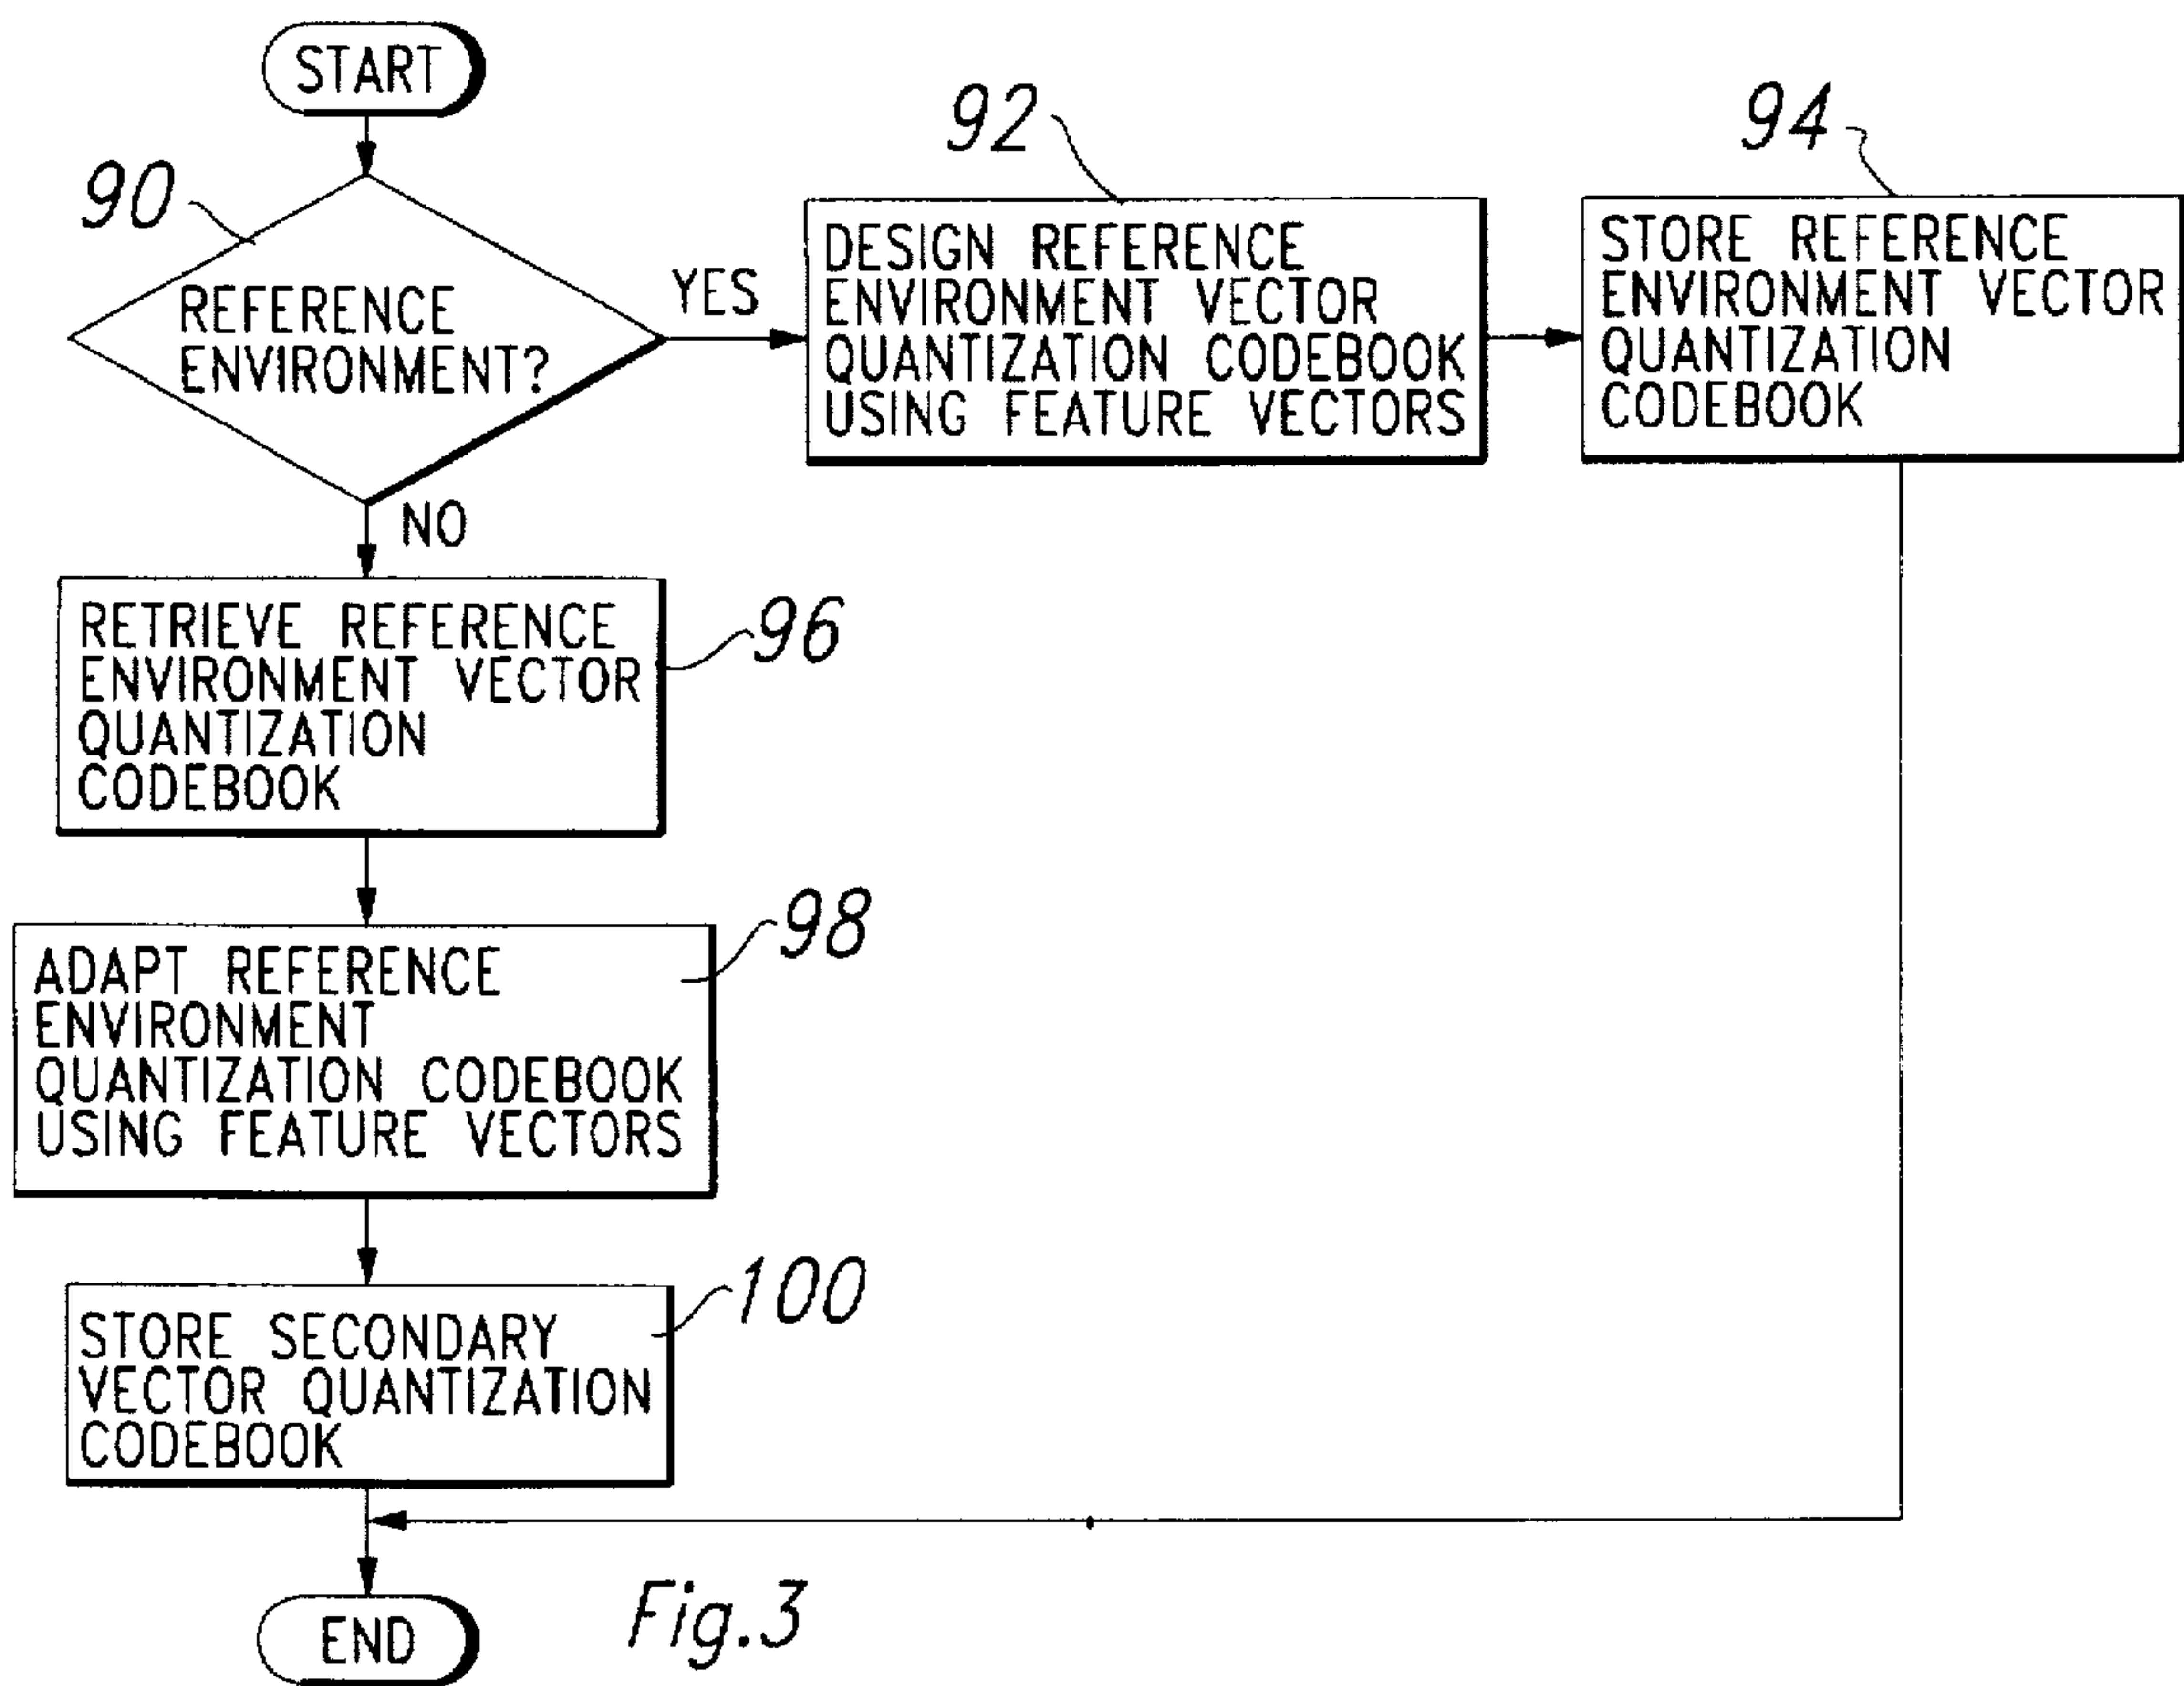 START
90
REFERENCE
ENVIRONMENT?
YES
92
DESIGN REFERENCE
ENVIRONMENT VECTOR
QUANTIZATION CODEBOOK
USING FEATURE VECTORS
94
STORE REFERENCE
ENVIRONMENT VECTOR
QUANTIZATION
CODEBOOK
NO
RETRIEVE REFERENCE
ENVIRONMENT VECTOR
QUANTIZATION
CODEBOOK
96
ADAPT REFERENCE
ENVIRONMENT
QUANTIZATION CODEBOOK
USING FEATURE VECTORS
98
STORE SECONDARY
VECTOR QUANTIZATION
CODEBOOK
100
END
Fig.3